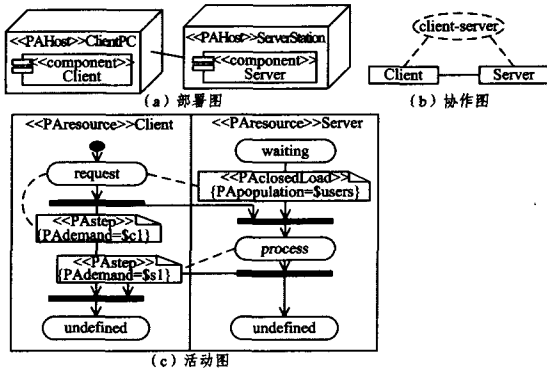 <<PAHost>>ClientPC
<<component>>
Client
<<PAHost>>ServerStation
<<component>>
Server
(a) 部署图
client-server
Client
Server
(b) 协作图
<<PAresource>>Client
<<PAresource>>Server
waiting
request
<<PAclosedLoad>>
{PApopulation=$users}
<<PAstep>>
{PAdemand=$c1}
process
<<PAstep>>
{PAdemand=$s1}
undefined
undefined
(c) 活动图